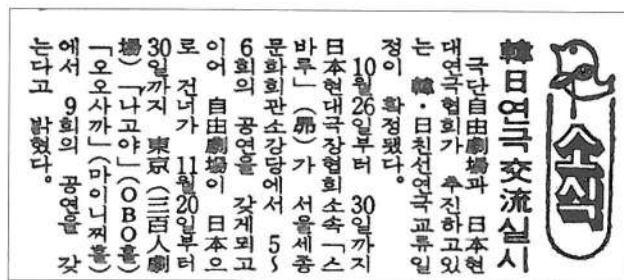 소식
韓日연극 交流실시
극단自由劇場과 日本現
대연극협회가 추진하고있
는 韓・日친선연극교류일
정이 확정됐다.
10월26일부터 30일까지
日本현대극장협회소속「스
바루」(昴)가 서울세종
문화회관소강당에서 5~
6회의 공연을 갖게되고
이어 自由劇場이 日本으
로 건너가 11월20일부터
30일까지 東京(三百人劇
場)「나고야」(OBO홀)
「오오사까」(마이니찌홀)
에서 9회의 공연을 갖
는다고 밝혔다.